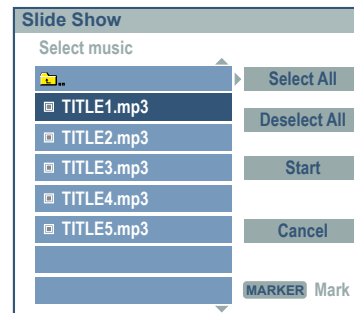 Slide Show
Select music
..
TITLE1.mp3
TITLE2.mp3
TITLE3.mp3
TITLE4.mp3
TITLE5.mp3
Select All
Deselect All
Start
Cancel
MARKER Mark